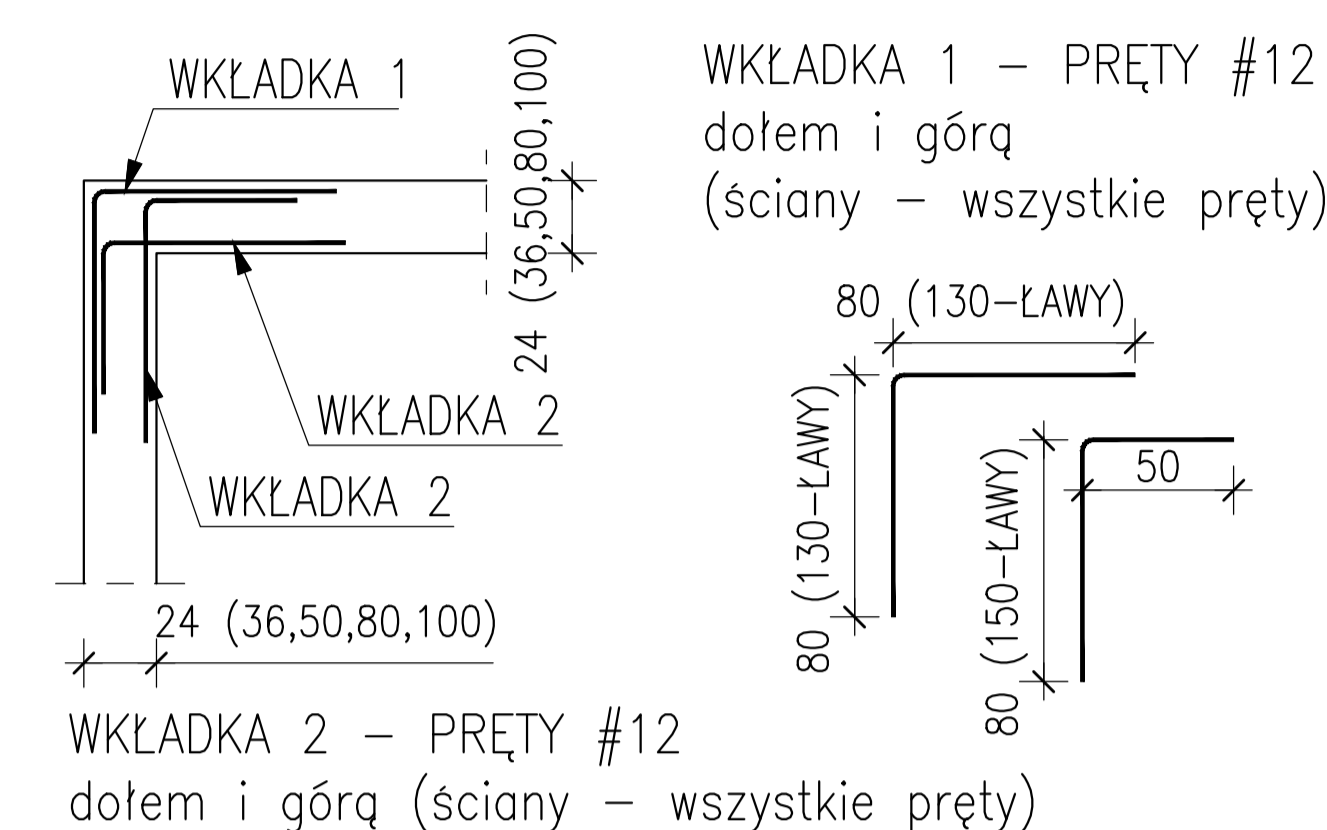 WKŁADKA 1
24 (36,50,80,100)
WKŁADKA 2
WKŁADKA 2
24 (36,50,80,100)
WKŁADKA 1 – PRĘTY #12
dołem i górą
(ściany – wszystkie pręty)
80 (130–ŁAWY)
80 (130–ŁAWY)
50
80 (150–ŁAWY)
WKŁADKA 2 – PRĘTY #12
dołem i górą (ściany – wszystkie pręty)